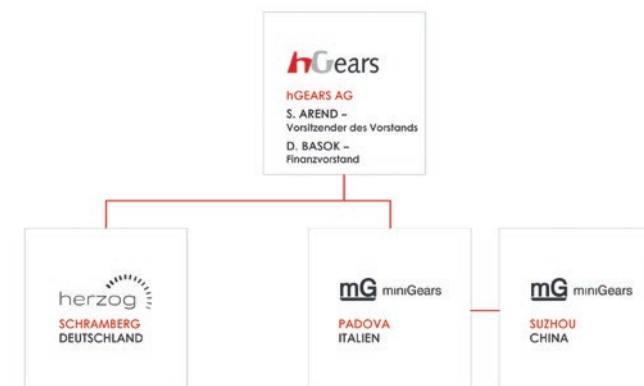 hGears
hGEARS AG
S. AREND –
Vorsitzender des Vorstands
D. BASOK –
Finanzvorstand
herzog
SCHRAMBERG
DEUTSCHLAND
mG miniGears
PADOVA
ITALIEN
mG miniGears
SUZHOU
CHINA